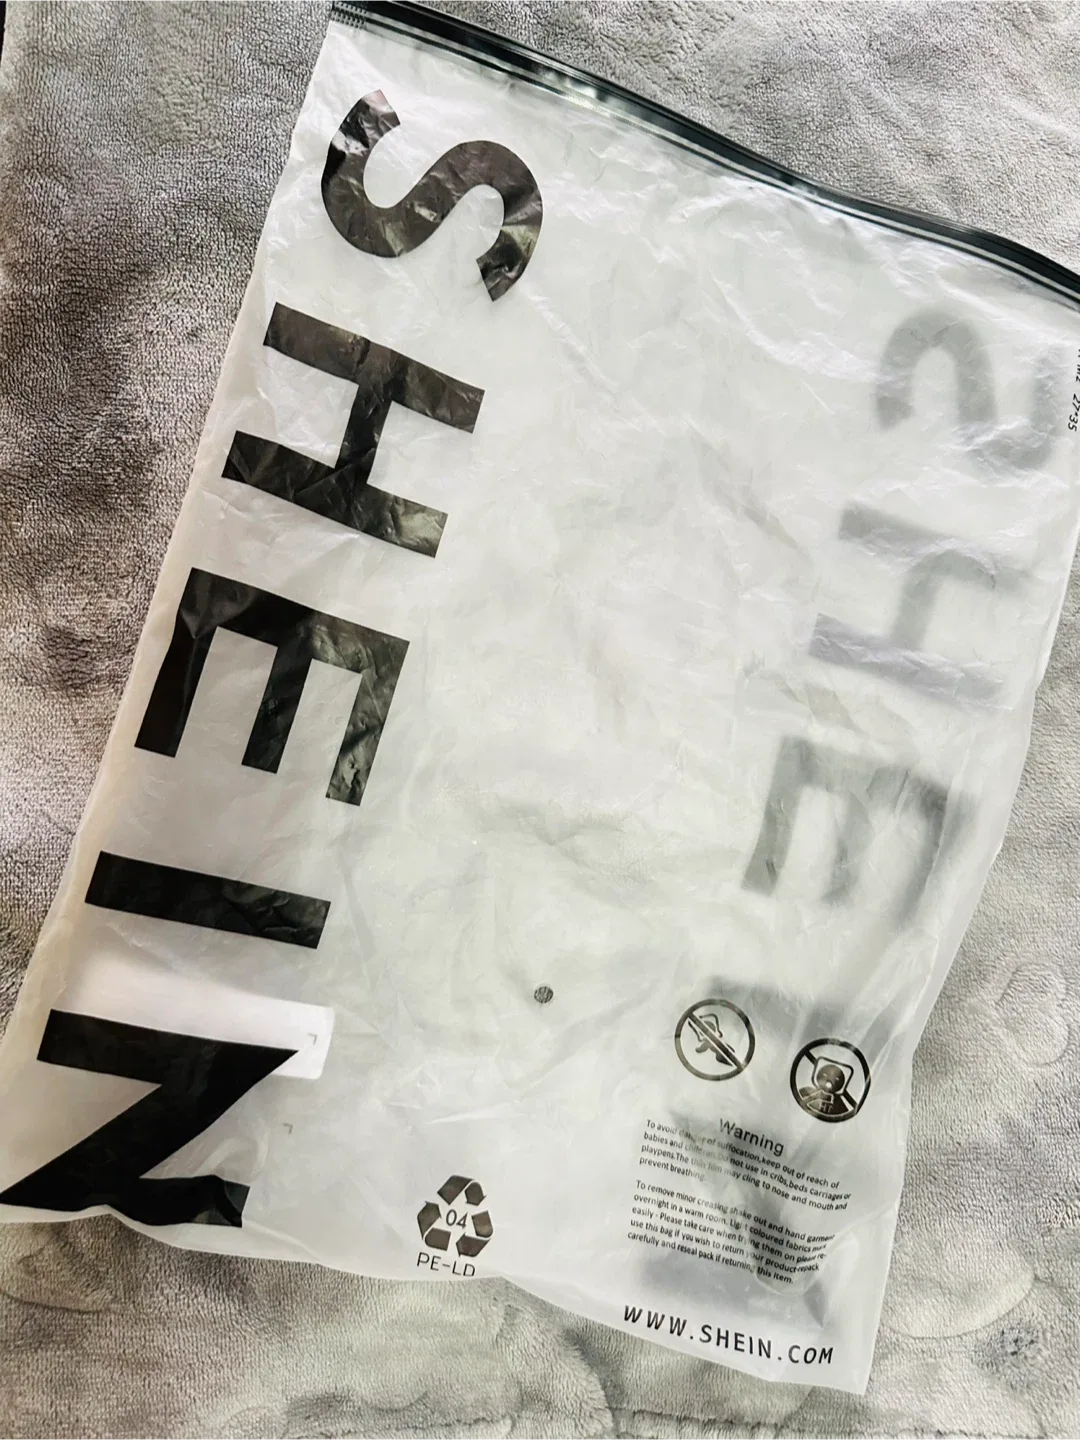 SHEIN
27*35
Warning
To avoid danger of suffocation,keep out of reach of
babies and children.Do not use in cribs,beds carriages or
playpens.The thin film may cling to nose and mouth and
prevent breathing.
To remove minor creasing shake out and hand garment
overnight in a warm room. Light coloured fabrics
easily - Please take care when trying them on please
use this bag if you wish to return your product-repack
carefully and reseal pack if returning this item.
04
PE-LD
WWW.SHEIN.COM